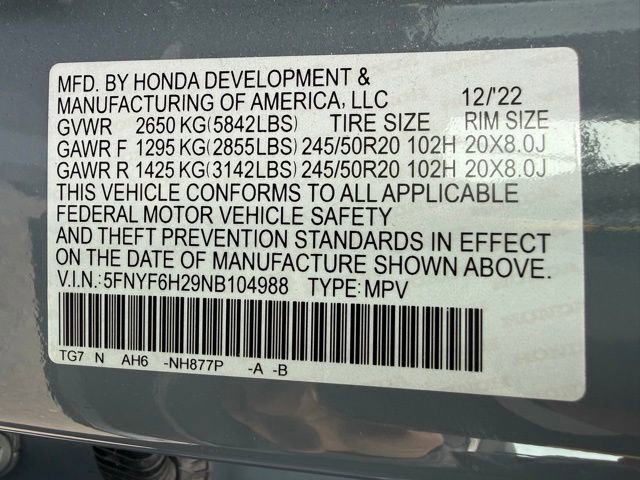 MFD. BY HONDA DEVELOPMENT &
MANUFACTURING OF AMERICA, LLC 12/'22
GVWR 2650 KG(5842LBS) TIRE SIZE RIM SIZE
GAWR F 1295 KG(2855LBS) 245/50R20 102H 20X8.0J
GAWR R 1425 KG(3142LBS) 245/50R20 102H 20X8.0J
THIS VEHICLE CONFORMS TO ALL APPLICABLE
FEDERAL MOTOR VEHICLE SAFETY
AND THEFT PREVENTION STANDARDS IN EFFECT
ON THE DATE OF MANUFACTURE SHOWN ABOVE.
V.I.N.:5FNYF6H29NB104988 TYPE:MPV
TG7 N AH6 -NH877P -A -B